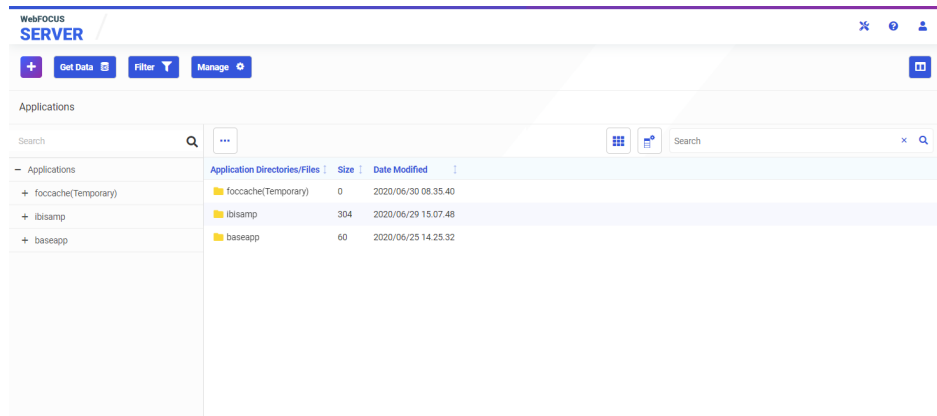 WebFOCUS
SERVER
Get Data
Filter
Manage
Applications
Search
Search
Applications
Application Directories/Files Size Date Modified
foccache(Temporary)
foccache(Temporary) 0 2020/06/30 08.35.40
ibisamp
ibisamp 304 2020/06/29 15.07.48
baseapp
baseapp 60 2020/06/25 14.25.32